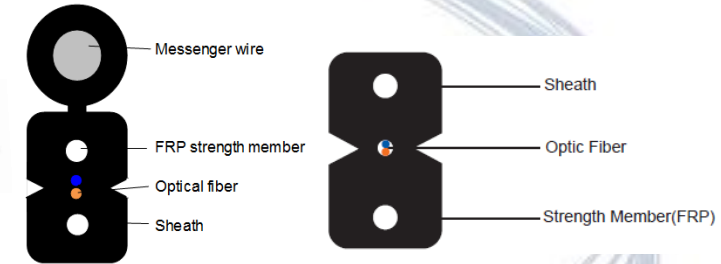 Messenger wire
FRP strength member
Optical fiber
Sheath
Sheath
Optic Fiber
Strength Member(FRP)